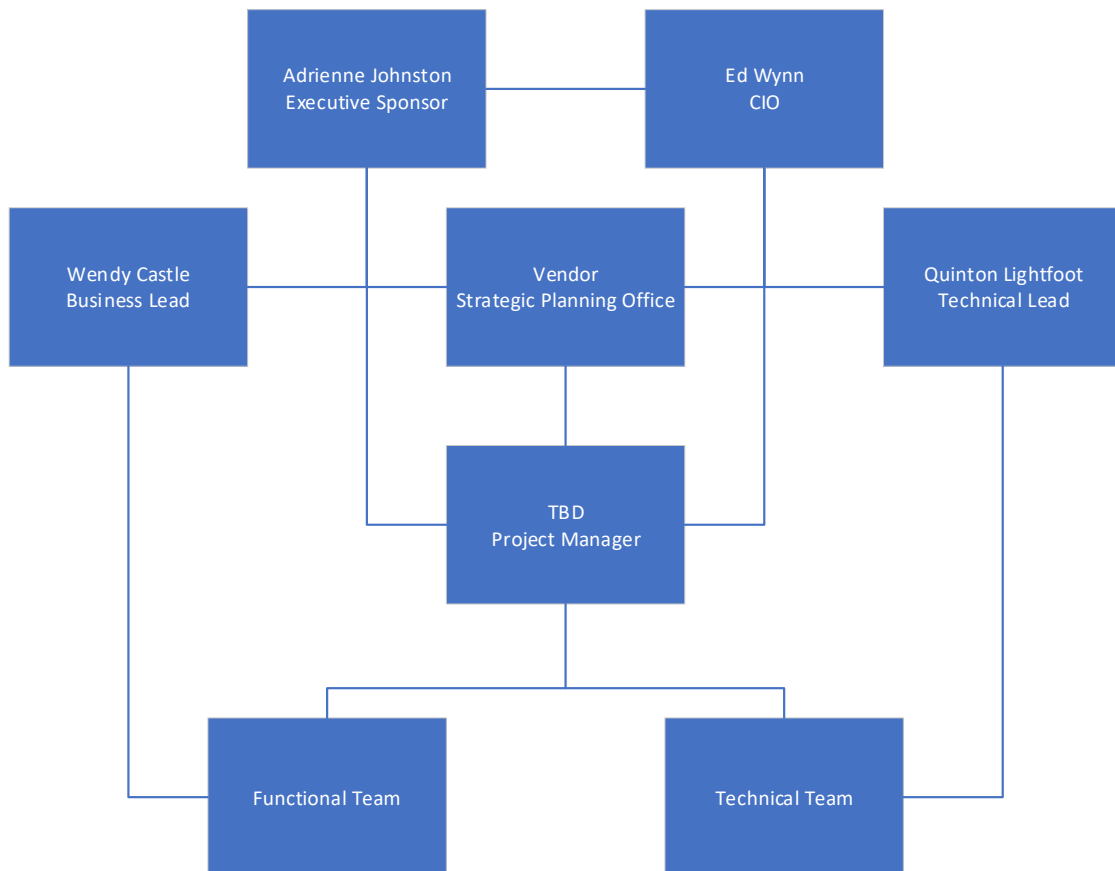 Adrienne Johnston
Executive Sponsor
Ed Wynn
CIO
Wendy Castle
Business Lead
Vendor
Strategic Planning Office
Quinton Lightfoot
Technical Lead
TBD
Project Manager
Functional Team
Technical Team